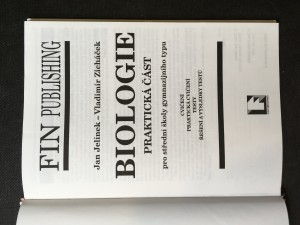 FIN PUBLISHING
Jan Jelínek – Vladimír Zicháček
BIOLOGIE
PRAKTICKÁ ČÁST
pro střední školy gymnazijního typu
CVIČENÍ
PRAKTICKÁ CVIČENÍ
TESTY
ŘEŠENÍ A VÝSLEDKY TESTŮ